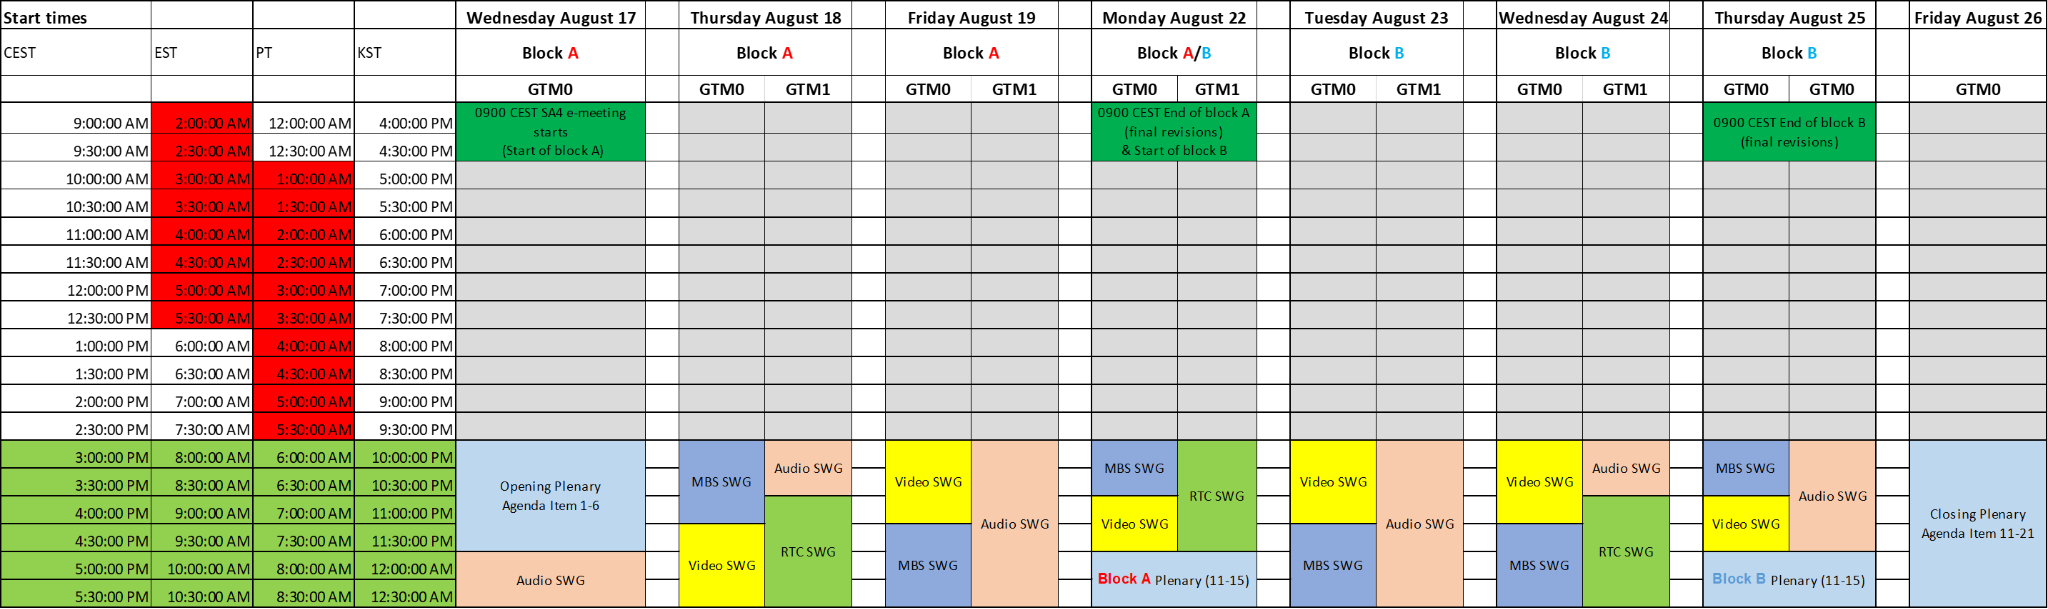 Start times Wednesday August 17 Thursday August 18 Friday August 19 Monday August 22 Tuesday August 23 Wednesday August 24 Thursday August 25 Friday August 26
CEST EST PT KST Block A Block A Block A Block A/B Block B Block B Block B
GTM0 GTM0 GTM1 GTM0 GTM1 GTM0 GTM1 GTM0 GTM1 GTM0 GTM1 GTM0 GTM0 GTM0
0900 CEST SA4 e-meeting
starts
(Start of block A)
0900 CEST End of block A
(final revisions)
& Start of block B
0900 CEST End of block B
(final revisions)
9:00:00 AM 2:00:00 AM 12:00:00 AM 4:00:00 PM
9:30:00 AM 2:30:00 AM 12:30:00 AM 4:30:00 PM
10:00:00 AM 3:00:00 AM 1:00:00 AM 5:00:00 PM
10:30:00 AM 3:30:00 AM 1:30:00 AM 5:30:00 PM
11:00:00 AM 4:00:00 AM 2:00:00 AM 6:00:00 PM
11:30:00 AM 4:30:00 AM 2:30:00 AM 6:30:00 PM
12:00:00 PM 5:00:00 AM 3:00:00 AM 7:00:00 PM
12:30:00 PM 5:30:00 AM 3:30:00 AM 7:30:00 PM
1:00:00 PM 6:00:00 AM 4:00:00 AM 8:00:00 PM
1:30:00 PM 6:30:00 AM 4:30:00 AM 8:30:00 PM
2:00:00 PM 7:00:00 AM 5:00:00 AM 9:00:00 PM
2:30:00 PM 7:30:00 AM 5:30:00 AM 9:30:00 PM
3:00:00 PM 8:00:00 AM 6:00:00 AM 10:00:00 PM
3:30:00 PM 8:30:00 AM 6:30:00 AM 10:30:00 PM
4:00:00 PM 9:00:00 AM 7:00:00 AM 11:00:00 PM
4:30:00 PM 9:30:00 AM 7:30:00 AM 11:30:00 PM
5:00:00 PM 10:00:00 AM 8:00:00 AM 12:00:00 AM
5:30:00 PM 10:30:00 AM 8:30:00 AM 12:30:00 AM
Opening Plenary
Agenda Item 1-6
Audio SWG
MBS SWG
Video SWG
Audio SWG
RTC SWG
Video SWG
MBS SWG
Audio SWG
MBS SWG
Video SWG
RTC SWG
Block A Plenary (11-15)
Video SWG
MBS SWG
Audio SWG
Video SWG
MBS SWG
Audio SWG
RTC SWG
MBS SWG
Video SWG
Audio SWG
Block B Plenary (11-15)
Closing Plenary
Agenda Item 11-21